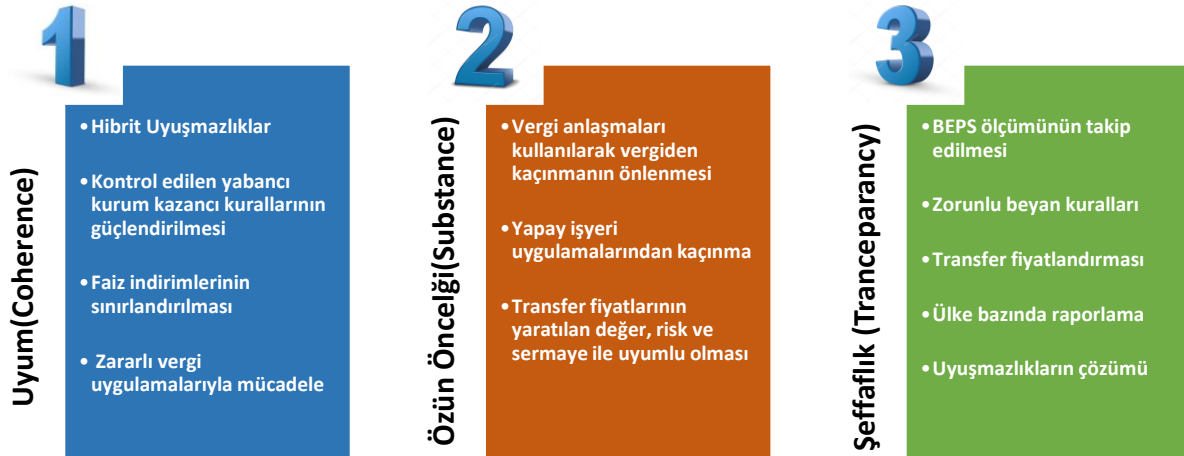 1
Uyum(Coherence)
•Hibrit Uyuşmazlıklar
•Kontrol edilen yabancı
kurum kazancı kurallarının
güçlendirilmesi
•Faiz indirimlerinin
sınırlandırılması
• Zararlı vergi
uygulamalarıyla mücadele
2
Özün Öncelği(Substance)
•Vergi anlaşmaları
kullanılarak vergiden
kaçınmanın önlenmesi
•Yapay işyeri
uygulamalarından kaçınma
•Transfer fiyatlarının
yaratılan değer, risk ve
sermaye ile uyumlu olması
3
Şeffaflık (Tranceparancy)
•BEPS ölçümünün takip
edilmesi
•Zorunlu beyan kuralları
•Transfer fiyatlandırması
•Ülke bazında raporlama
•Uyuşmazlıkların çözümü